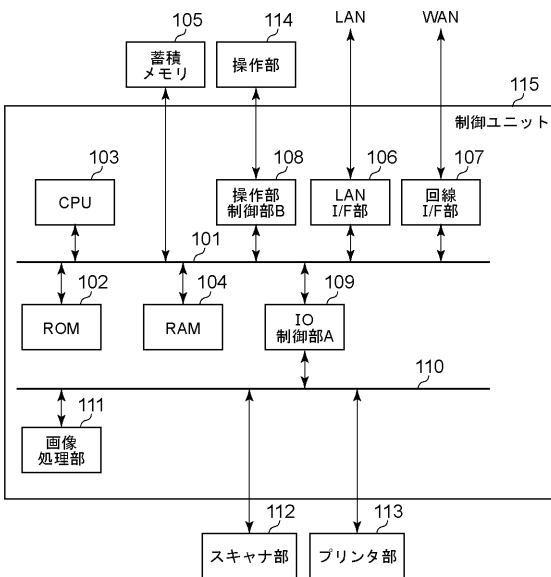 105
114
LAN
WAN
蓄積
メモリ
操作部
115
制御ユニット
103
108
106
107
CPU
操作部
制御部B
LAN
I/F部
回線
I/F部
101
102
104
109
ROM
RAM
IO
制御部A
110
111
画像
処理部
112
113
スキャナ部
プリンタ部